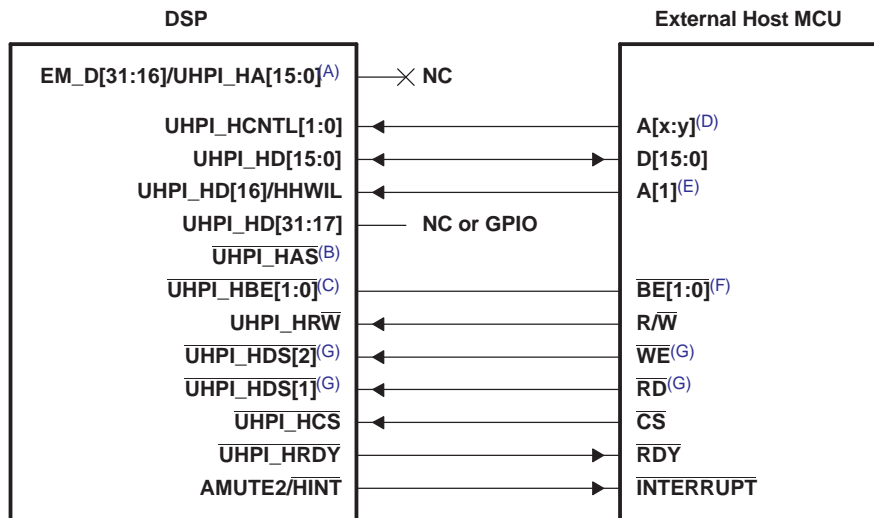 DSP External Host MCU
EM_D[31:16]/UHPI_HA[15:0](A) NC
UHPI_HCNTL[1:0] A[x:y](D)
UHPI_HD[15:0] D[15:0]
UHPI_HD[16]/HHWIL A[1](E)
UHPI_HD[31:17] NC or GPIO
UHPI_HAS(B)
UHPI_HBE[1:0](C) BE[1:0](F)
UHPI_HRW R/W
UHPI_HDS[2](G) WE(G)
UHPI_HDS[1](G) RD(G)
UHPI_HCS CS
UHPI_HRDY RDY
AMUTE2/HINT INTERRUPT